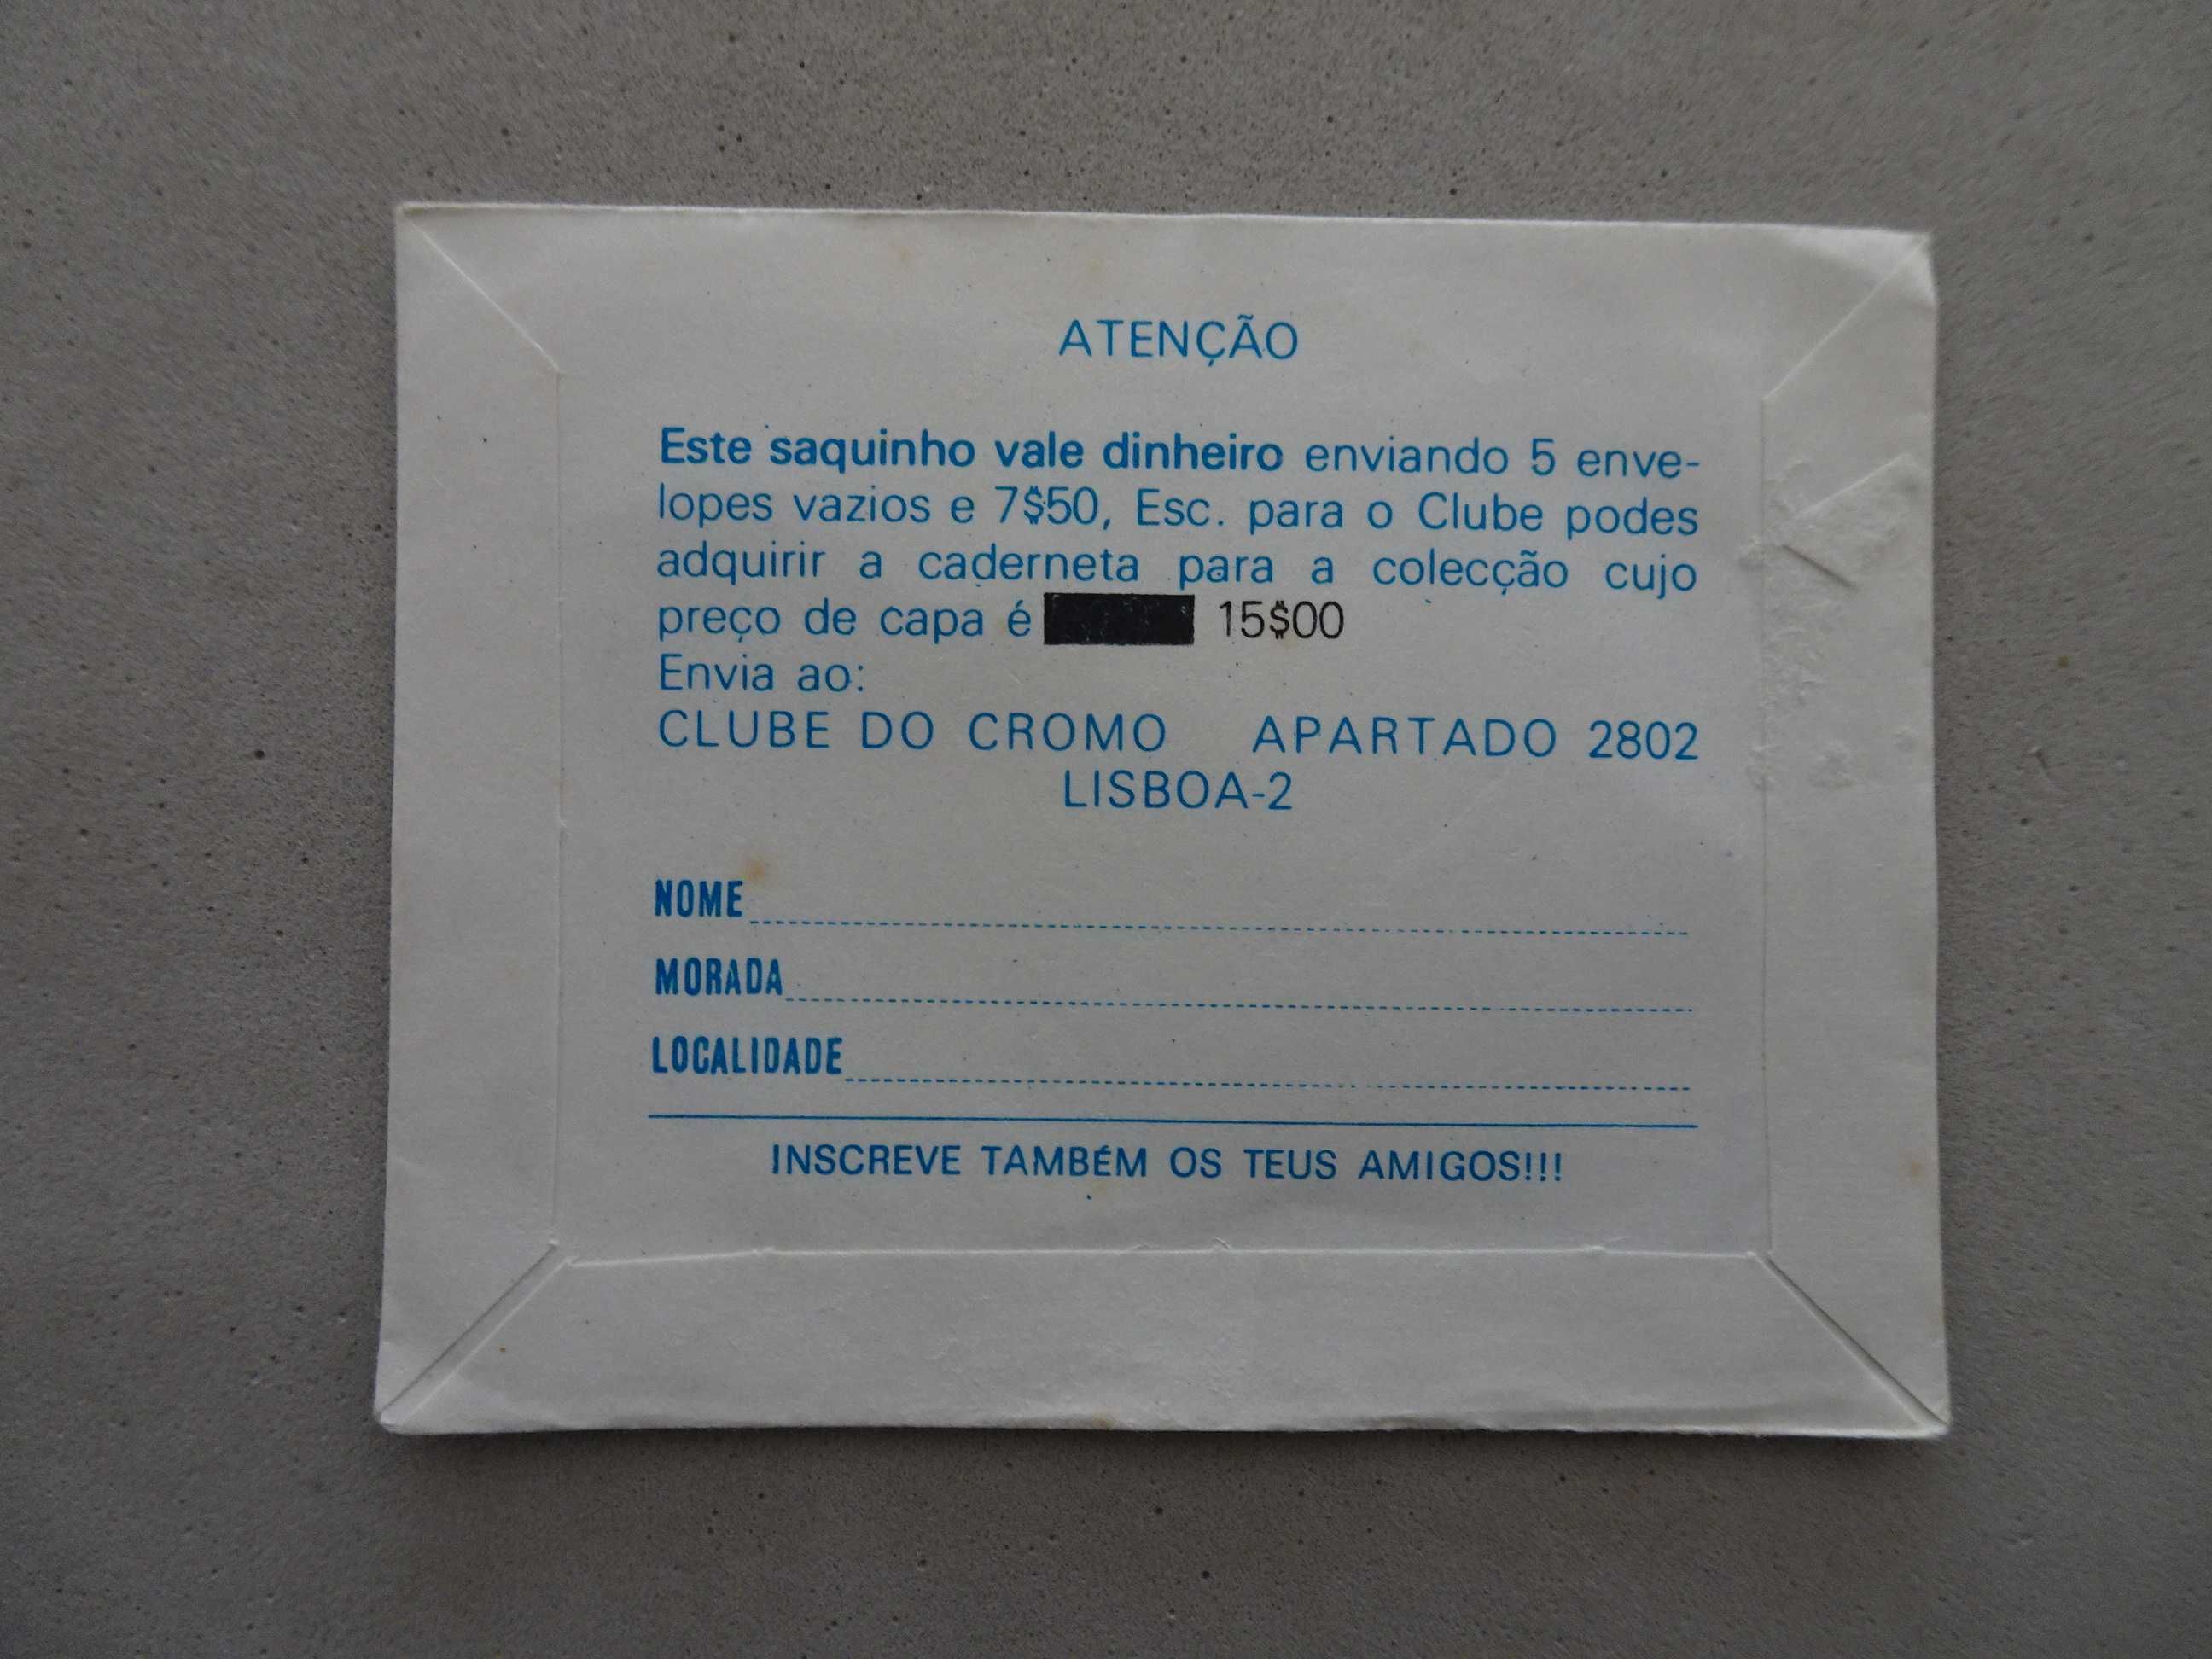 ATENÇÃO
Este saquinho vale dinheiro enviando 5 enve-
lopes vazios e 7$50, Esc. para o Clube podes
adquirir a caderneta para a colecção cujo
preço de capa é 15$00
Envia ao:
CLUBE DO CROMO APARTADO 2802
LISBOA-2
NOME
MORADA
LOCALIDADE
INSCREVE TAMBÉM OS TEUS AMIGOS!!!